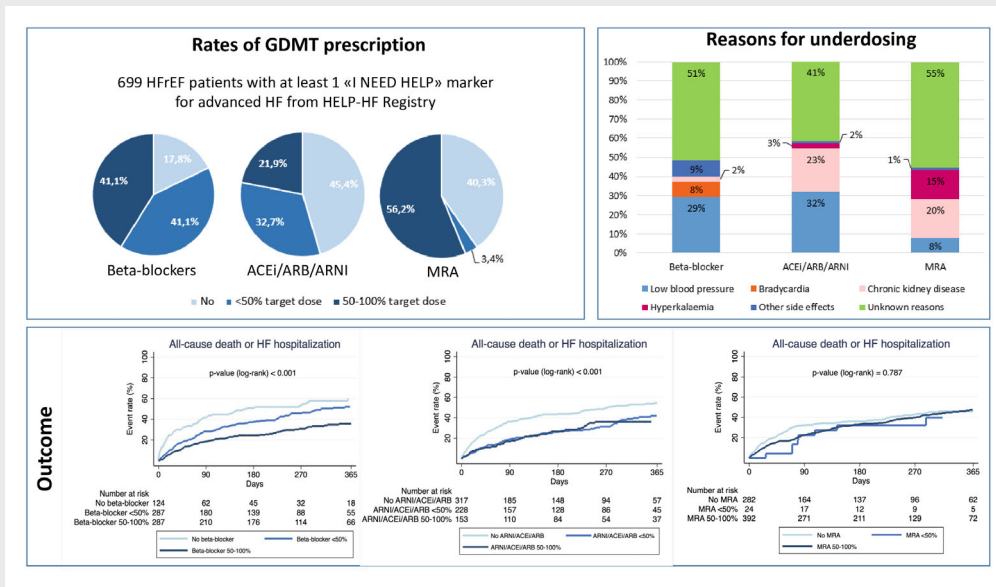 Rates of GDMT prescription
699 HFrEF patients with at least 1 «I NEED HELP» marker
for advanced HF from HELP-HF Registry
17,8%
41,1%
41,1%
Beta-blockers
21,9%
45,4%
32,7%
ACEi/ARB/ARNI
40,3%
56,2%
3,4%
MRA
No <50% target dose 50-100% target dose
Reasons for underdosing
100%
90%
80%
70%
60%
50%
40%
30%
20%
10%
0%
51%
9%
2%
8%
29%
41%
2%
3%
23%
32%
55%
1%
15%
20%
8%
Beta-blocker ACEi/ARB/ARNI MRA
Low blood pressure Bradycardia Chronic kidney disease
Hyperkalaemia Other side effects Unknown reasons
Outcome
All-cause death or HF hospitalization
p-value (log-rank) < 0.001
Event rate (%)
100
80
60
40
20
0 90 180 270 365
Days
Number at risk
No beta-blocker 124 62 45 32 18
Beta-blocker <50% 287 180 139 88 55
Beta-blocker 50-100% 287 210 176 114 66
No beta-blocker Beta-blocker <50%
Beta-blocker 50-100%
All-cause death or HF hospitalization
p-value (log-rank) < 0.001
Event rate (%)
100
80
60
40
20
0 90 180 270 365
Days
Number at risk
No ARNI/ACEi/ARB 317 185 148 94 57
ARNI/ACEi/ARB <50% 228 157 128 86 45
ARNI/ACEi/ARB 50-100% 153 110 84 54 37
No ARNI/ACEi/ARB ARNI/ACEi/ARB <50%
ARNI/ACEi/ARB 50-100%
All-cause death or HF hospitalization
p-value (log-rank) = 0.787
Event rate (%)
100
80
60
40
20
0 90 180 270 365
Days
Number at risk
No MRA 282 164 137 96 62
MRA <50% 24 17 12 9 5
MRA 50-100% 392 271 211 129 72
No MRA MRA <50%
MRA 50-100%